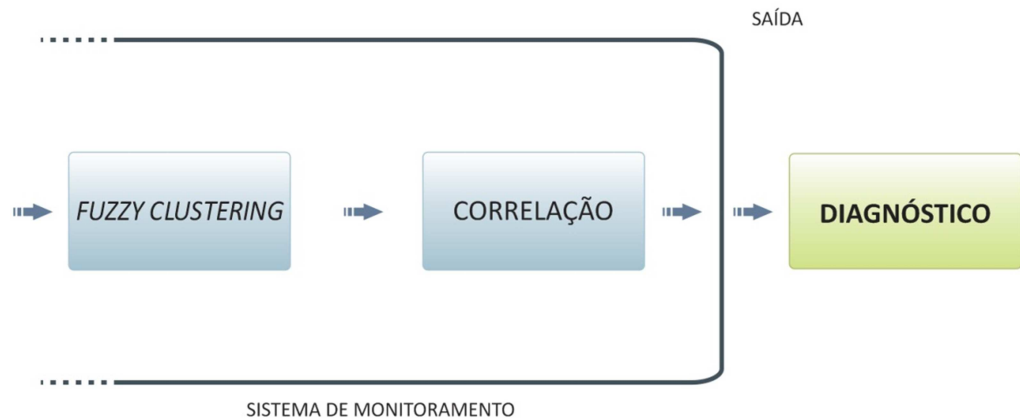 SAÍDA
FUZZY CLUSTERING
CORRELAÇÃO
DIAGNÓSTICO
SISTEMA DE MONITORAMENTO